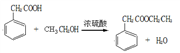 CH₂COOH + CH₃CH₂OH 浓硫酸 CH₂COOCH₂CH₃ + H₂O